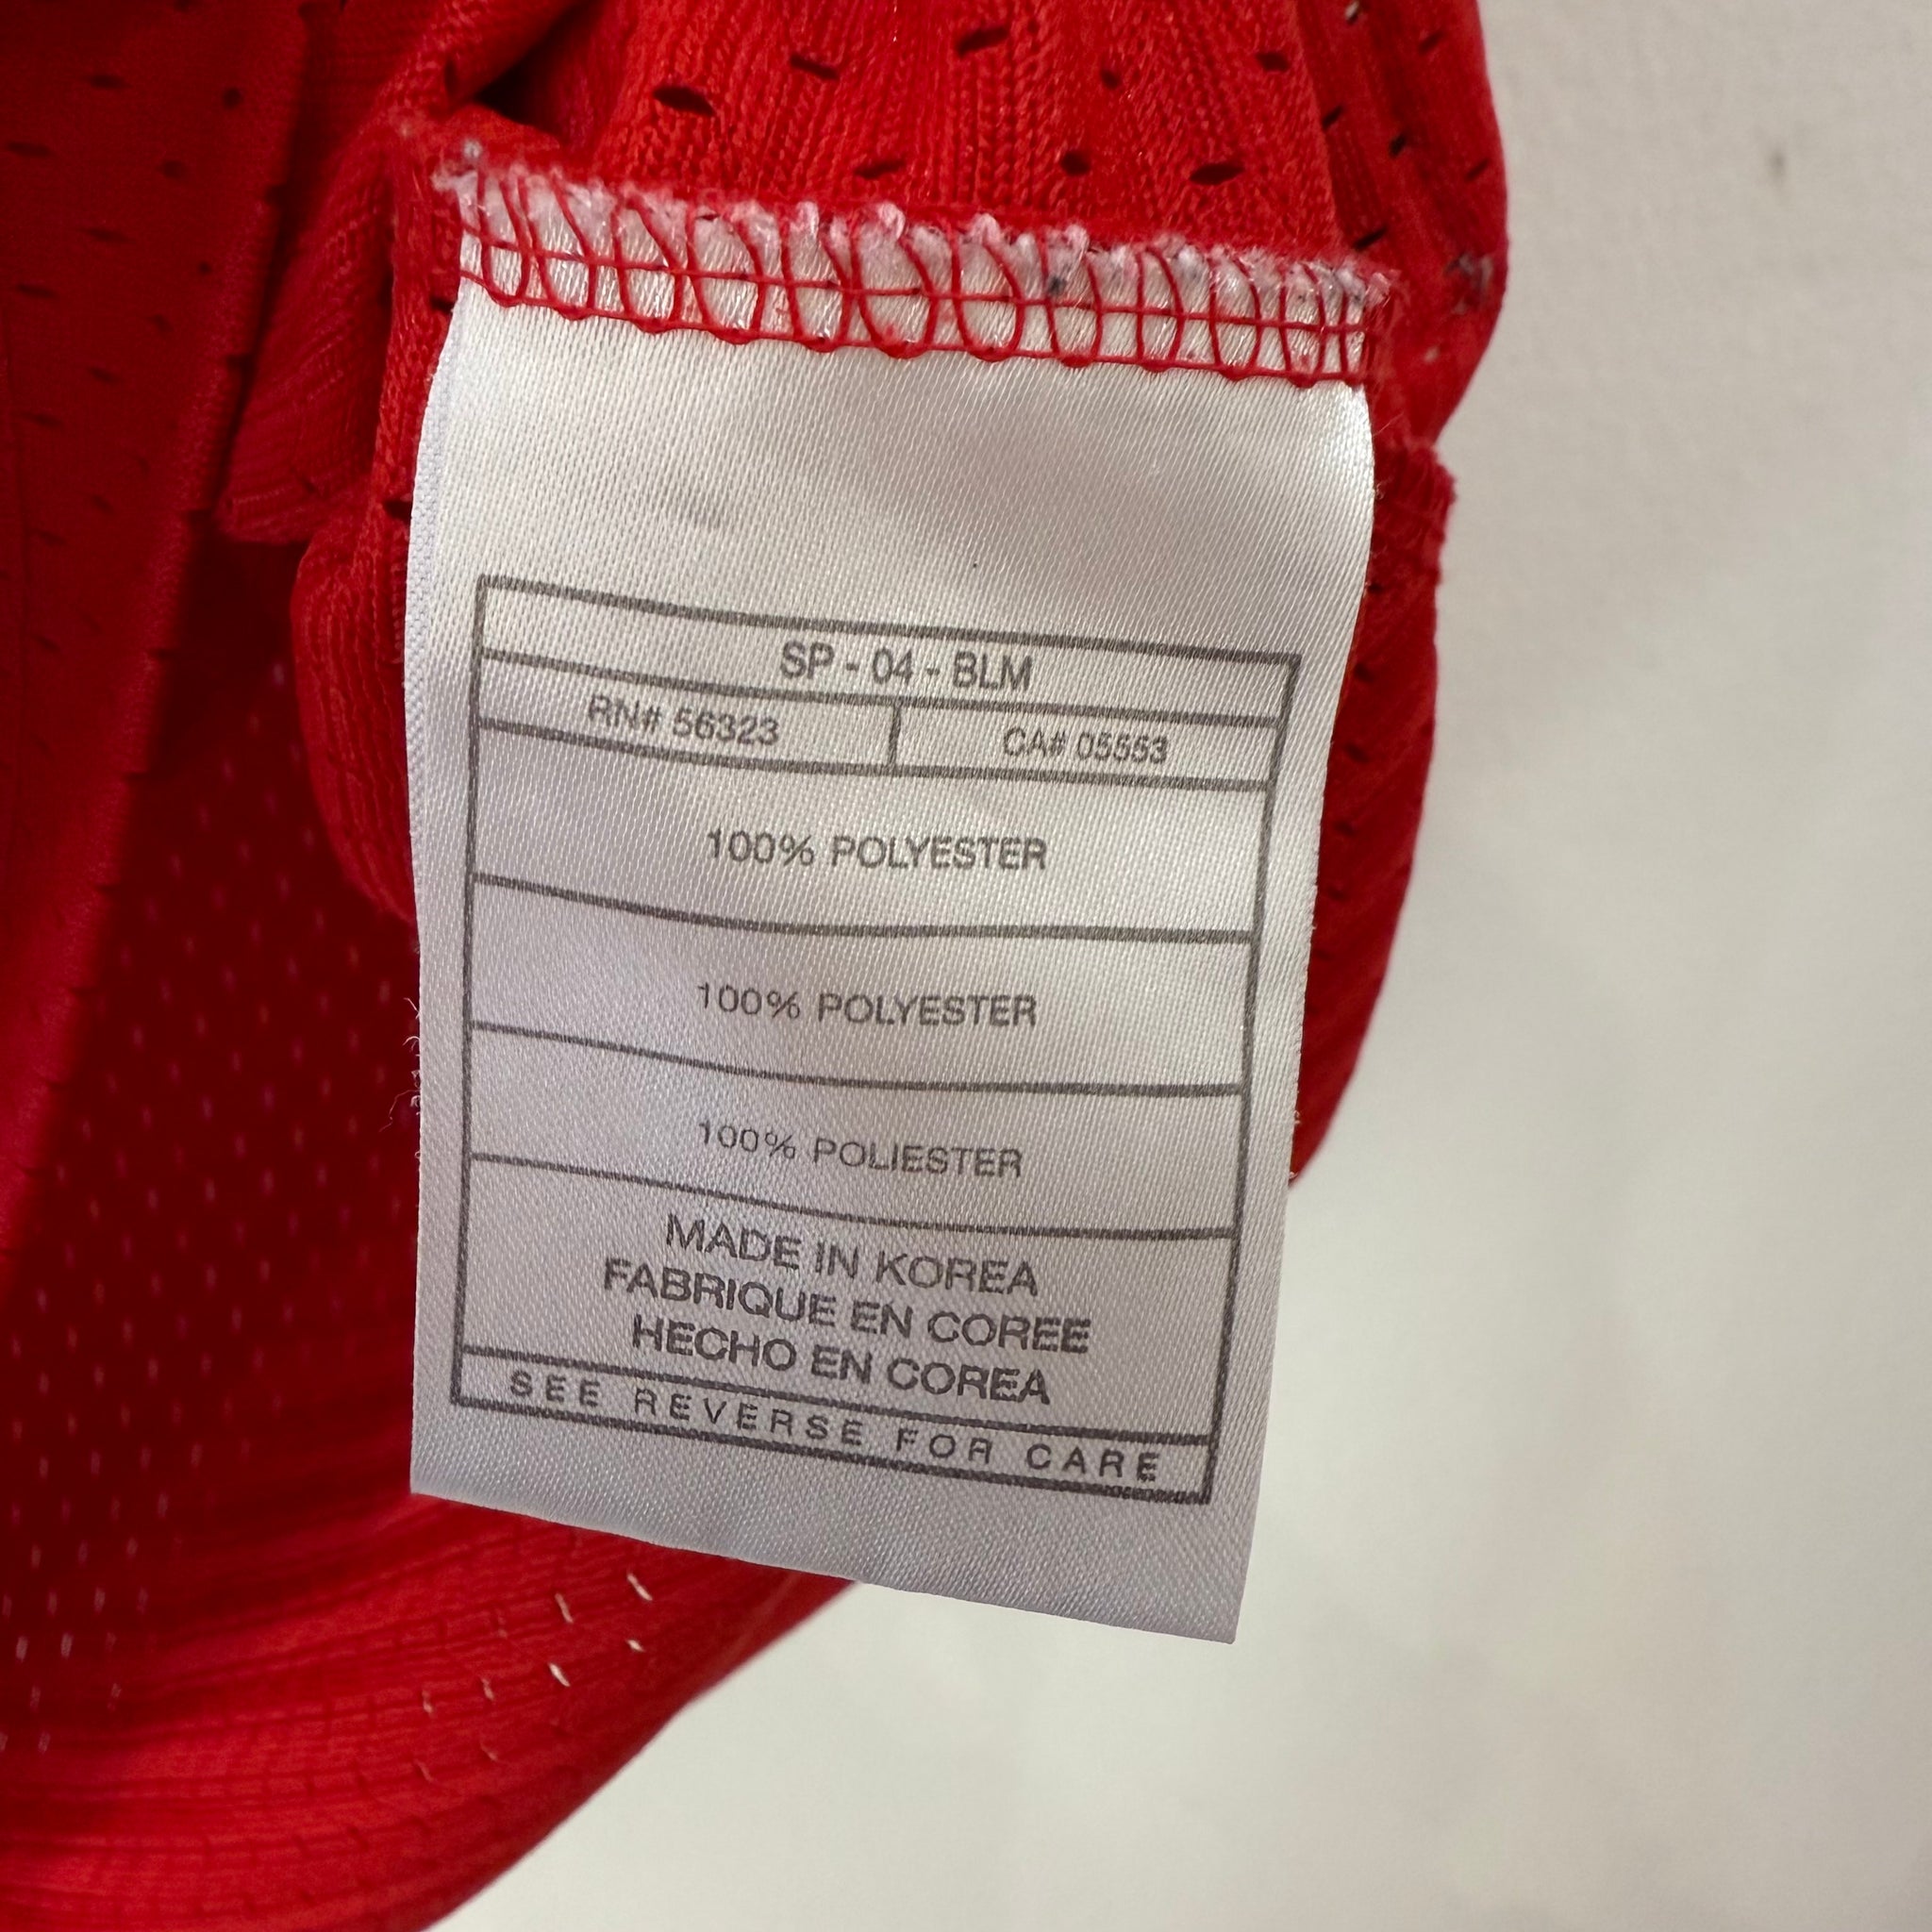 SP - 04 - BLM
RN# 56323 CA# 05553
100% POLYESTER
100% POLYESTER
100% POLIESTER
MADE IN KOREA
FABRIQUE EN COREE
HECHO EN COREA
SEE REVERSE FOR CARE